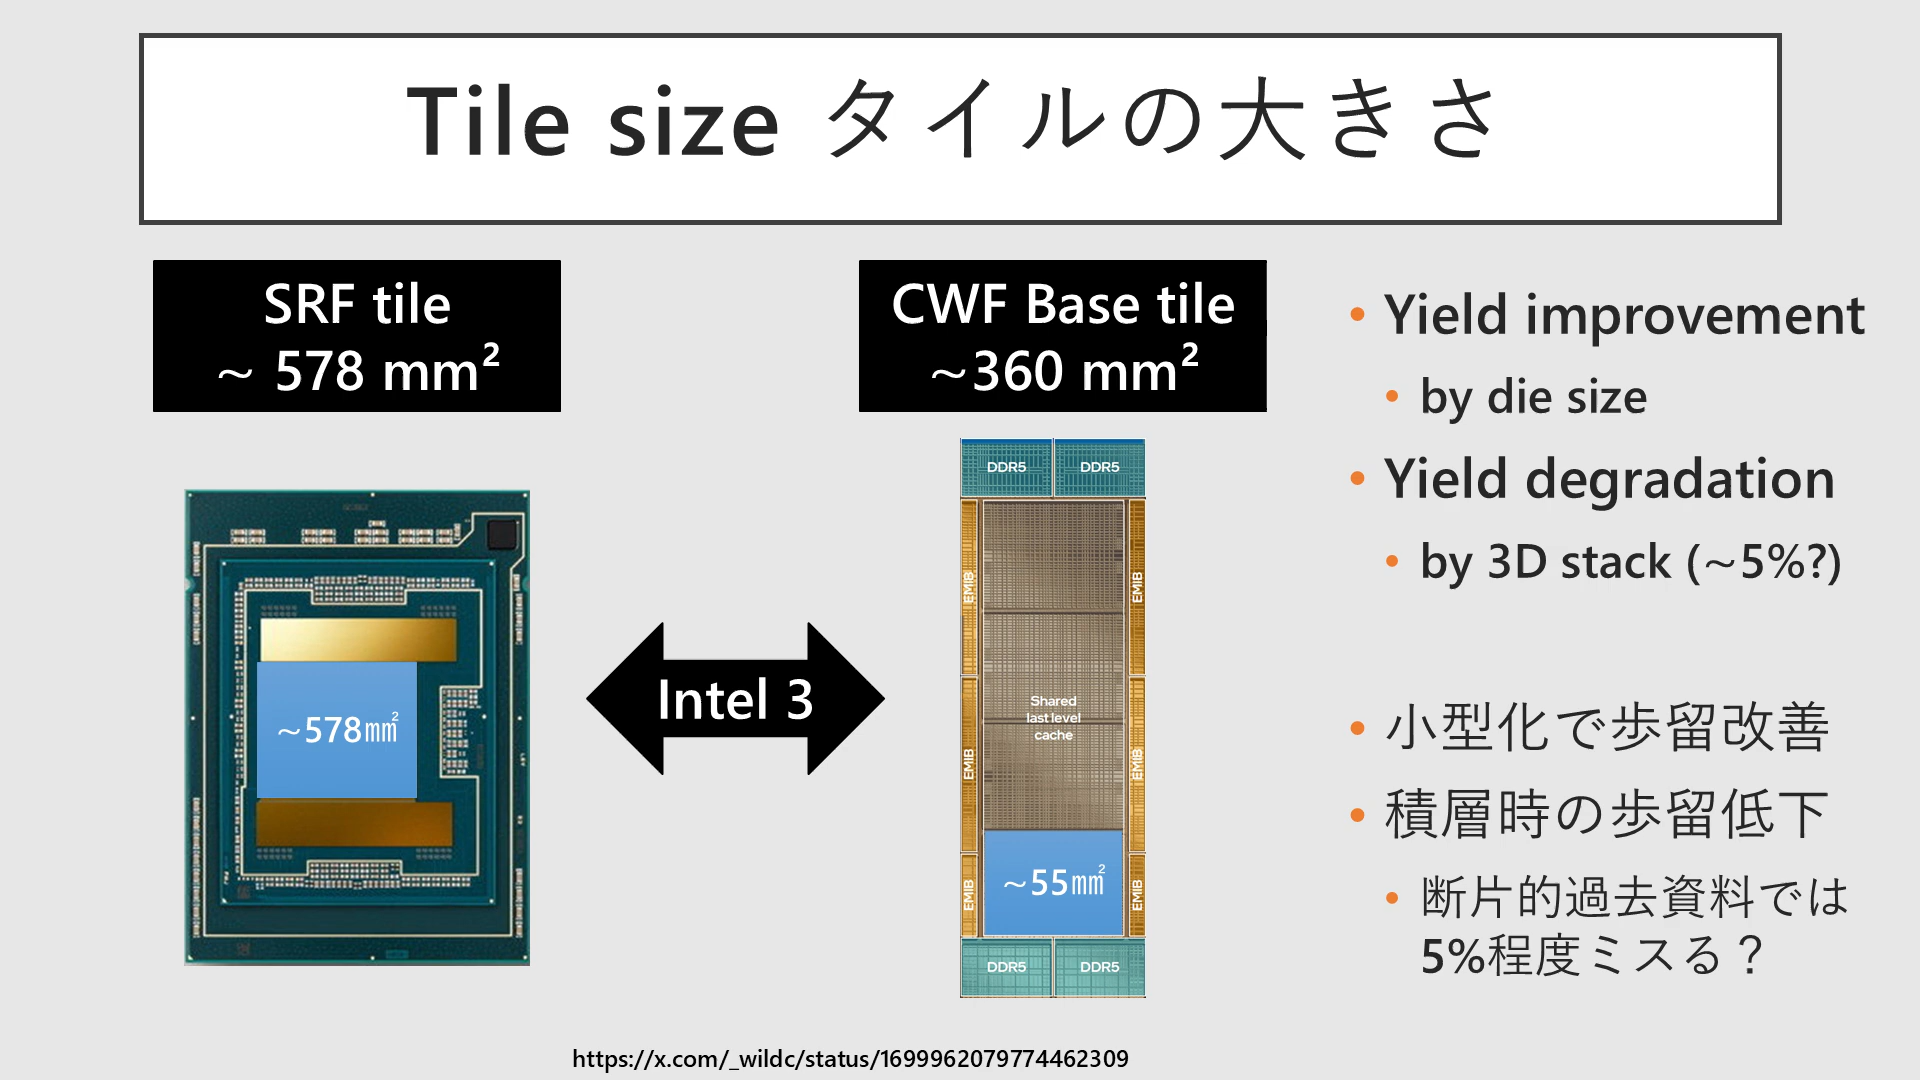 Tile size タイルの大きさ
SRF tile
~ 578 mm²
CWF Base tile
~360 mm²
• Yield improvement
• by die size
• Yield degradation
• by 3D stack (~5%?)
• 小型化で歩留改善
• 積層時の歩留低下
• 断片的過去資料では
5%程度ミスる？
~578㎜²
Intel 3
DDR5
DDR5
EMIB
EMIB
Shared
last level
cache
EMIB
EMIB
~55㎜²
EMIB
EMIB
DDR5
DDR5
https://x.com/_wildc/status/1699962079774462309